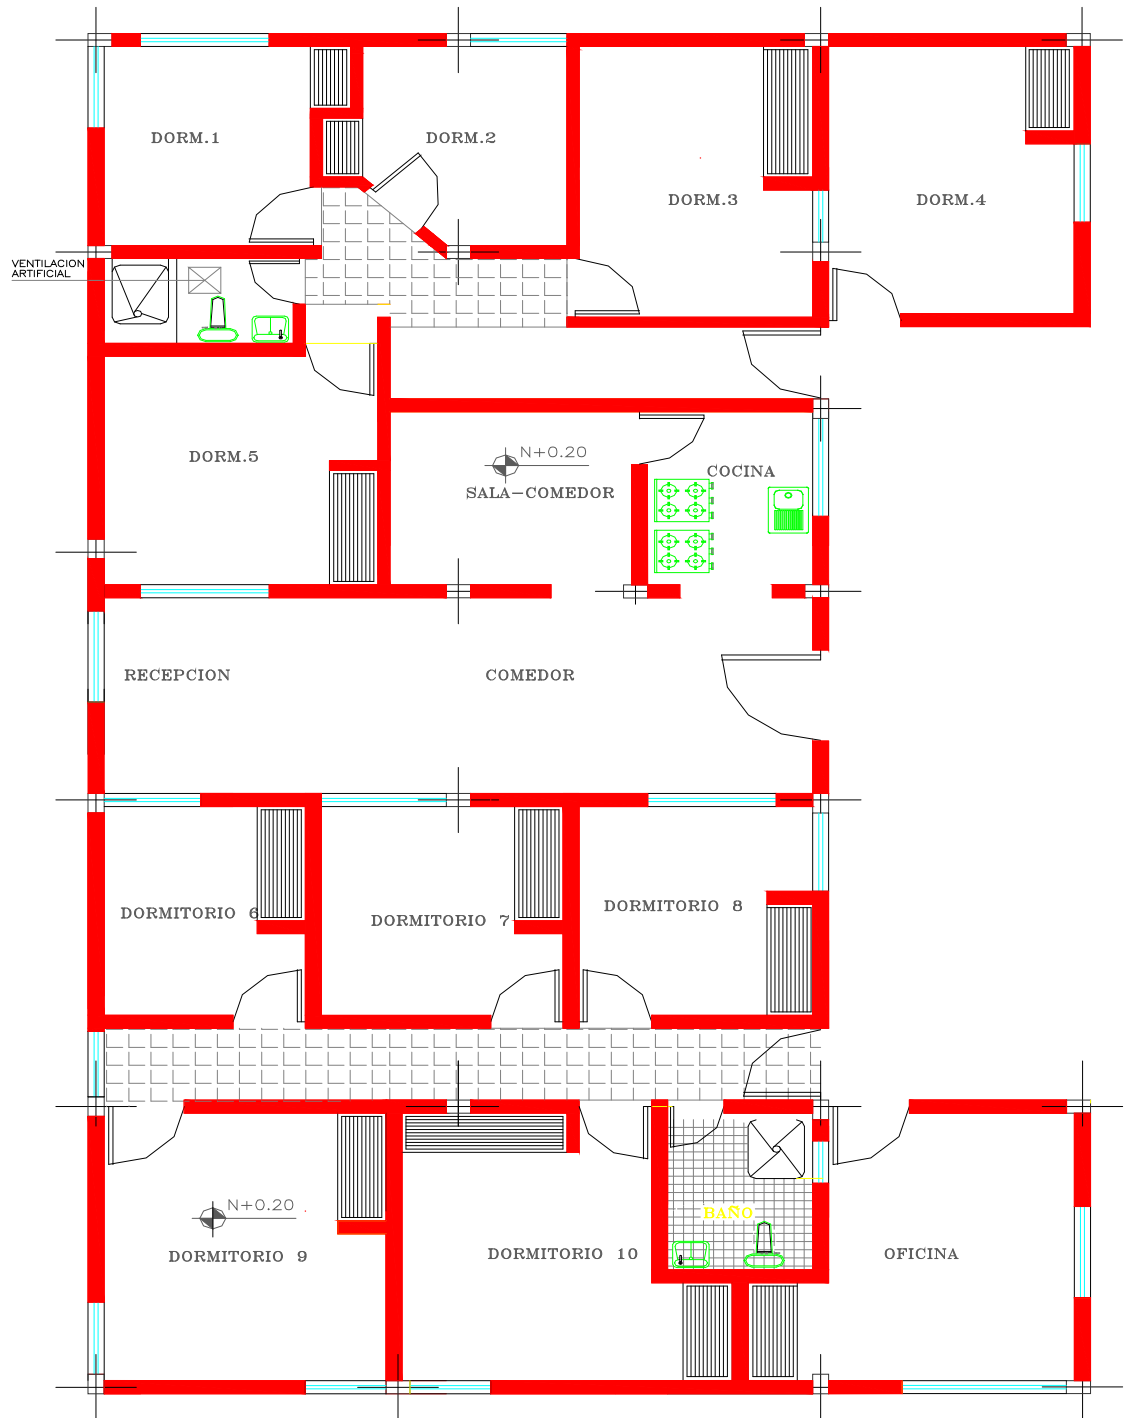 DORM.1
DORM.2
DORM.3
DORM.4
VENTILACION
ARTIFICIAL
DORM.5
N+0.20
SALA-COMEDOR
COCINA
RECEPCION
COMEDOR
DORMITORIO 6
DORMITORIO 7
DORMITORIO 8
N+0.20
DORMITORIO 9
DORMITORIO 10
BAÑO
OFICINA